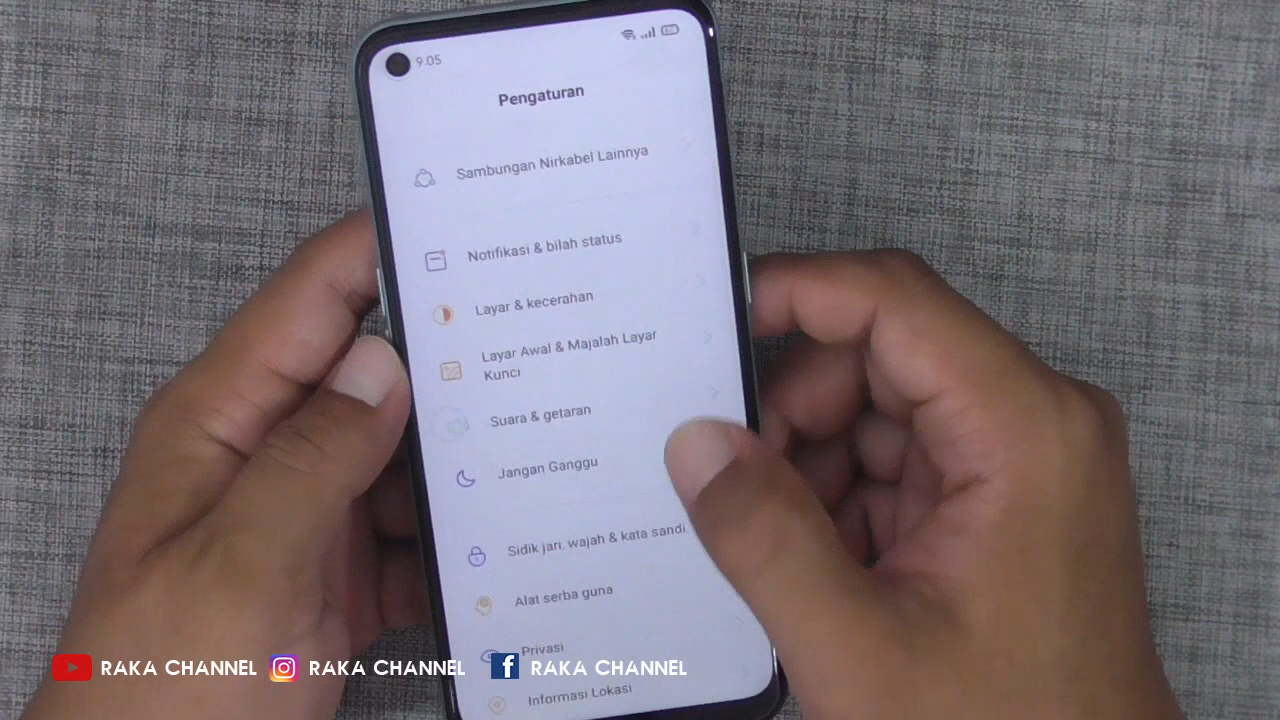 9.05
Pengaturan
Sambungan Nirkabel Lainnya
Notifikasi & bilah status
Layar & kecerahan
Layar Awal & Majalah Layar
Kunci
Suara & getaran
Jangan Ganggu
Sidik jari, wajah & kata sandi
Alat serba guna
Privasi
Informasi Lokasi
RAKA CHANNEL RAKA CHANNEL RAKA CHANNEL